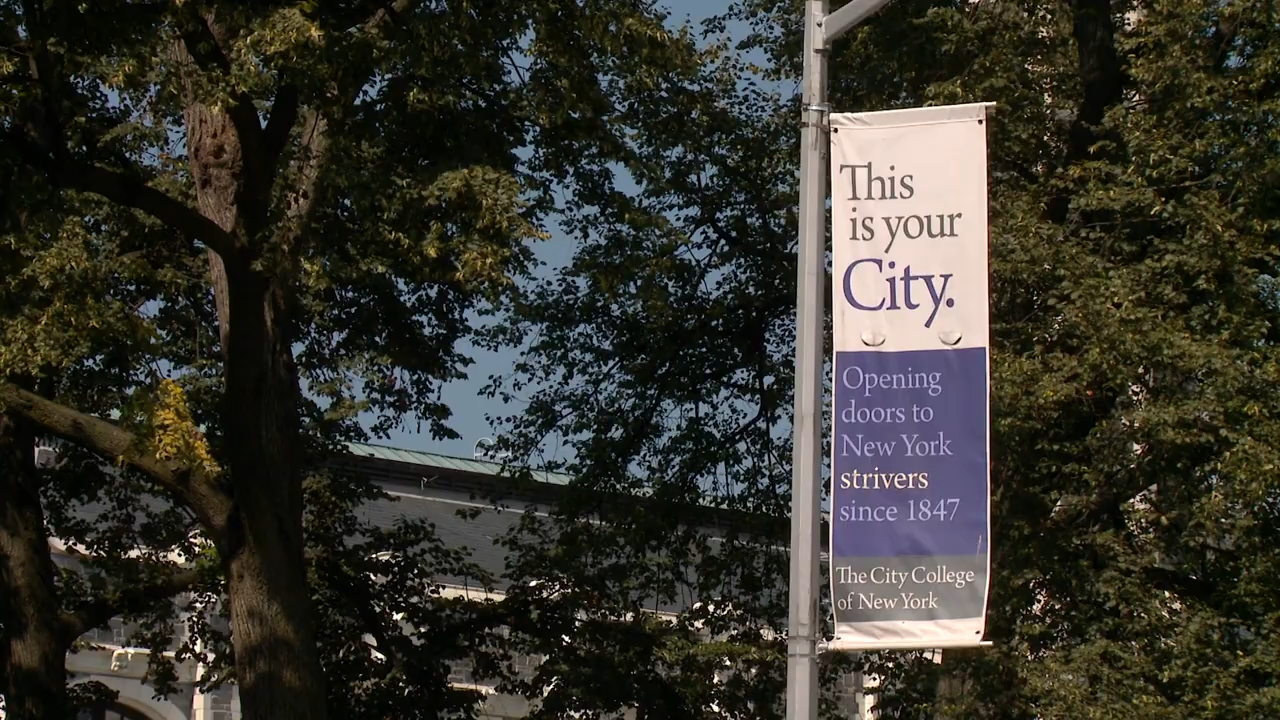 This
is your
City.
Opening
doors to
New York
strivers
since 1847
The City College
of New York